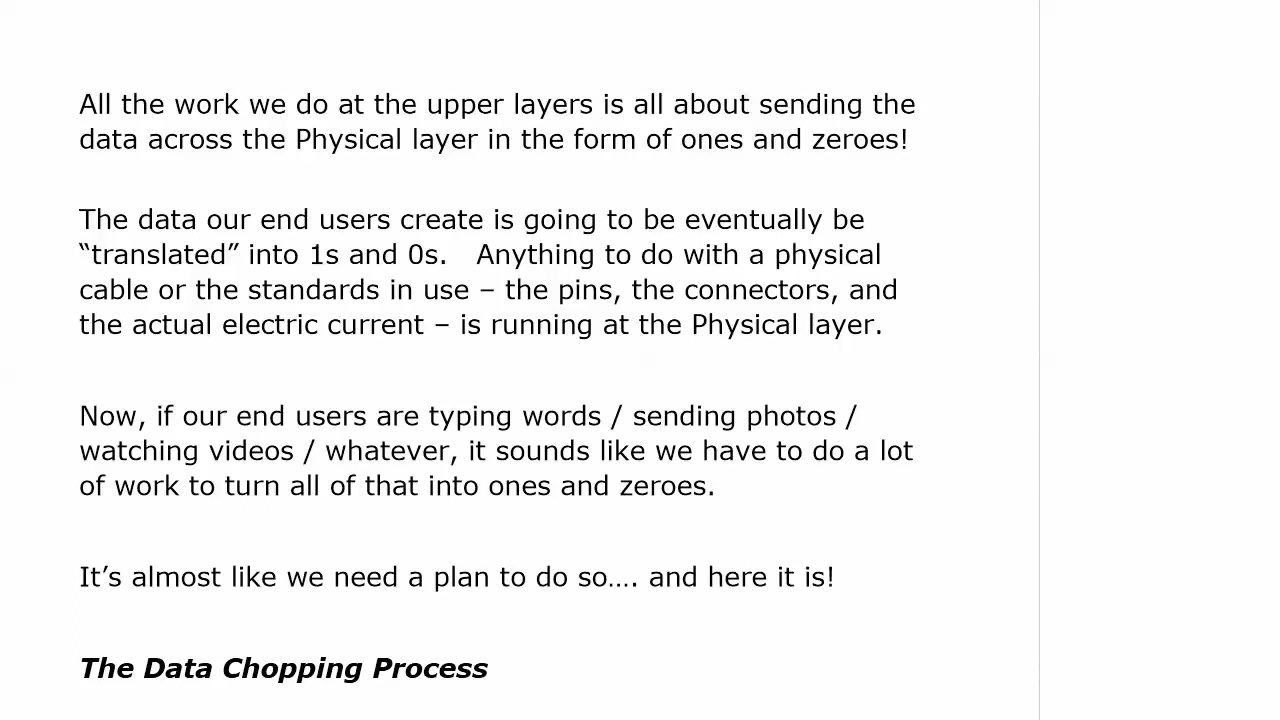 All the work we do at the upper layers is all about sending the
data across the Physical layer in the form of ones and zeroes!
The data our end users create is going to be eventually be
“translated” into 1s and 0s.   Anything to do with a physical
cable or the standards in use – the pins, the connectors, and
the actual electric current – is running at the Physical layer.
Now, if our end users are typing words / sending photos /
watching videos / whatever, it sounds like we have to do a lot
of work to turn all of that into ones and zeroes.
It’s almost like we need a plan to do so…. and here it is!
The Data Chopping Process